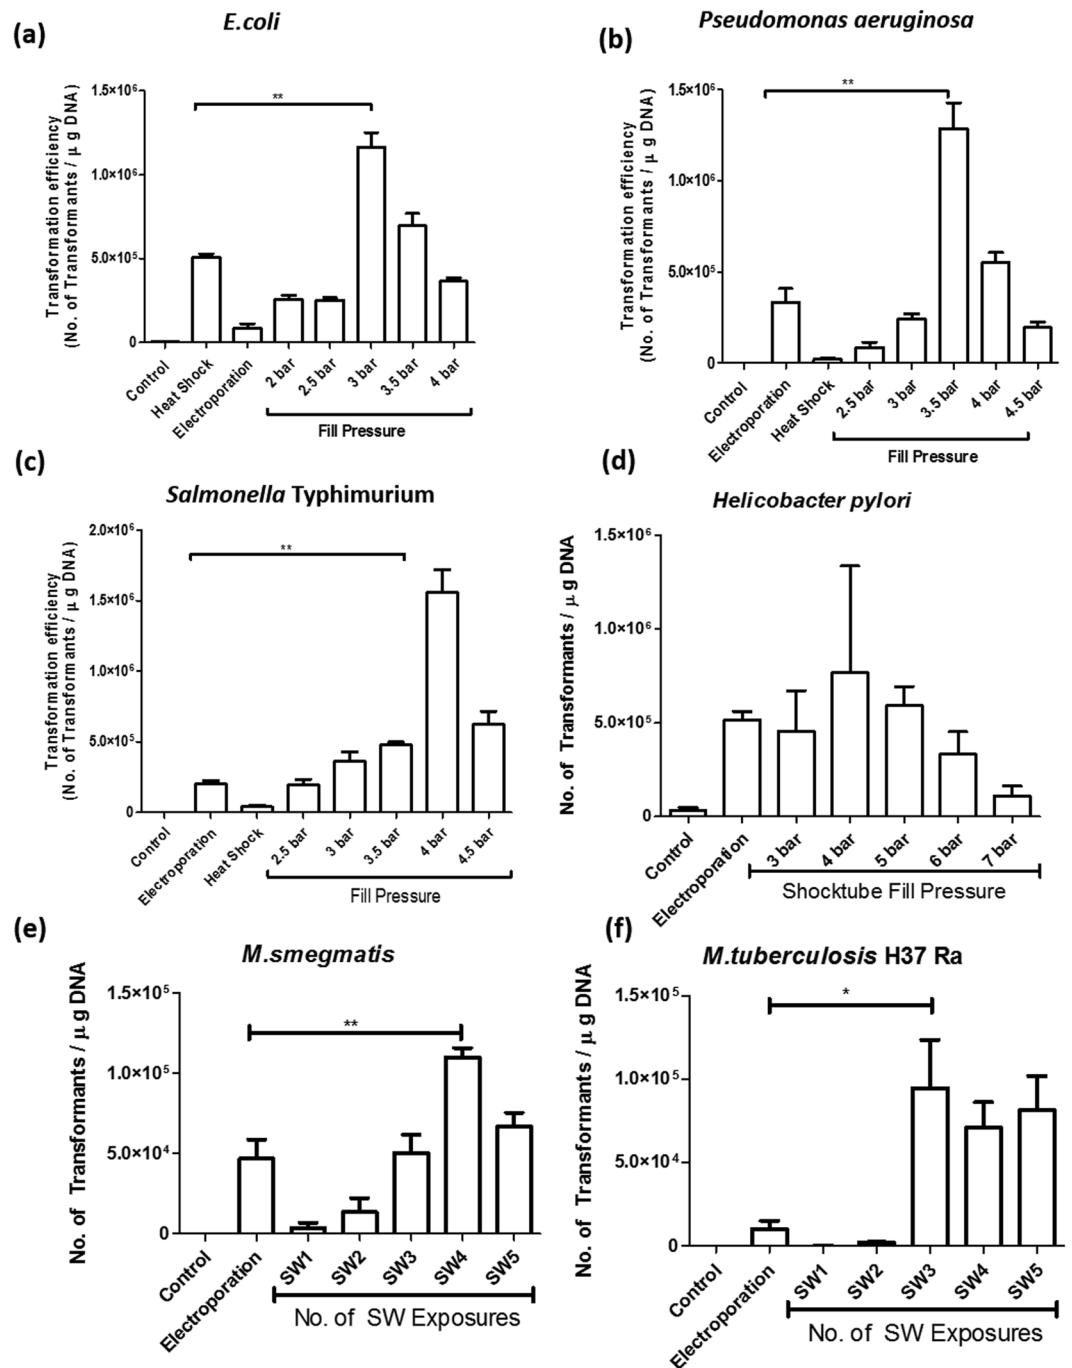 (a)
E.coli
Transformation efficiency
(No. of Transformants / μ g DNA)
1.5×10⁶
1.0×10⁶
5.0×10⁵
0
**
Control
Heat Shock
Electroporation
2 bar
2.5 bar
3 bar
3.5 bar
4 bar
Fill Pressure
(b)
Pseudomonas aeruginosa
Transformation efficiency
(No. of Transformants / μ g DNA)
1.5×10⁶
1.0×10⁶
5.0×10⁵
0
**
Control
Electroporation
Heat Shock
2.5 bar
3 bar
3.5 bar
4 bar
4.5 bar
Fill Pressure
(c)
Salmonella Typhimurium
Transformation efficiency
(No. of Transformants / μ g DNA)
2.0×10⁶
1.5×10⁶
1.0×10⁶
5.0×10⁵
0
**
Control
Electroporation
Heat Shock
2.5 bar
3 bar
3.5 bar
4 bar
4.5 bar
Fill Pressure
(d)
Helicobacter pylori
No. of Transformants / μ g DNA
1.5×10⁶
1.0×10⁶
5.0×10⁵
0
Control
Electroporation
3 bar
4 bar
5 bar
6 bar
7 bar
Shocktube Fill Pressure
(e)
M.smegmatis
No. of Transformants / μ g DNA
1.5×10⁵
1.0×10⁵
5.0×10⁴
0
**
Control
Electroporation
SW1
SW2
SW3
SW4
SW5
No. of SW Exposures
(f)
M.tuberculosis H37 Ra
No. of Transformants / μ g DNA
1.5×10⁵
1.0×10⁵
5.0×10⁴
0
*
Control
Electroporation
SW1
SW2
SW3
SW4
SW5
No. of SW Exposures